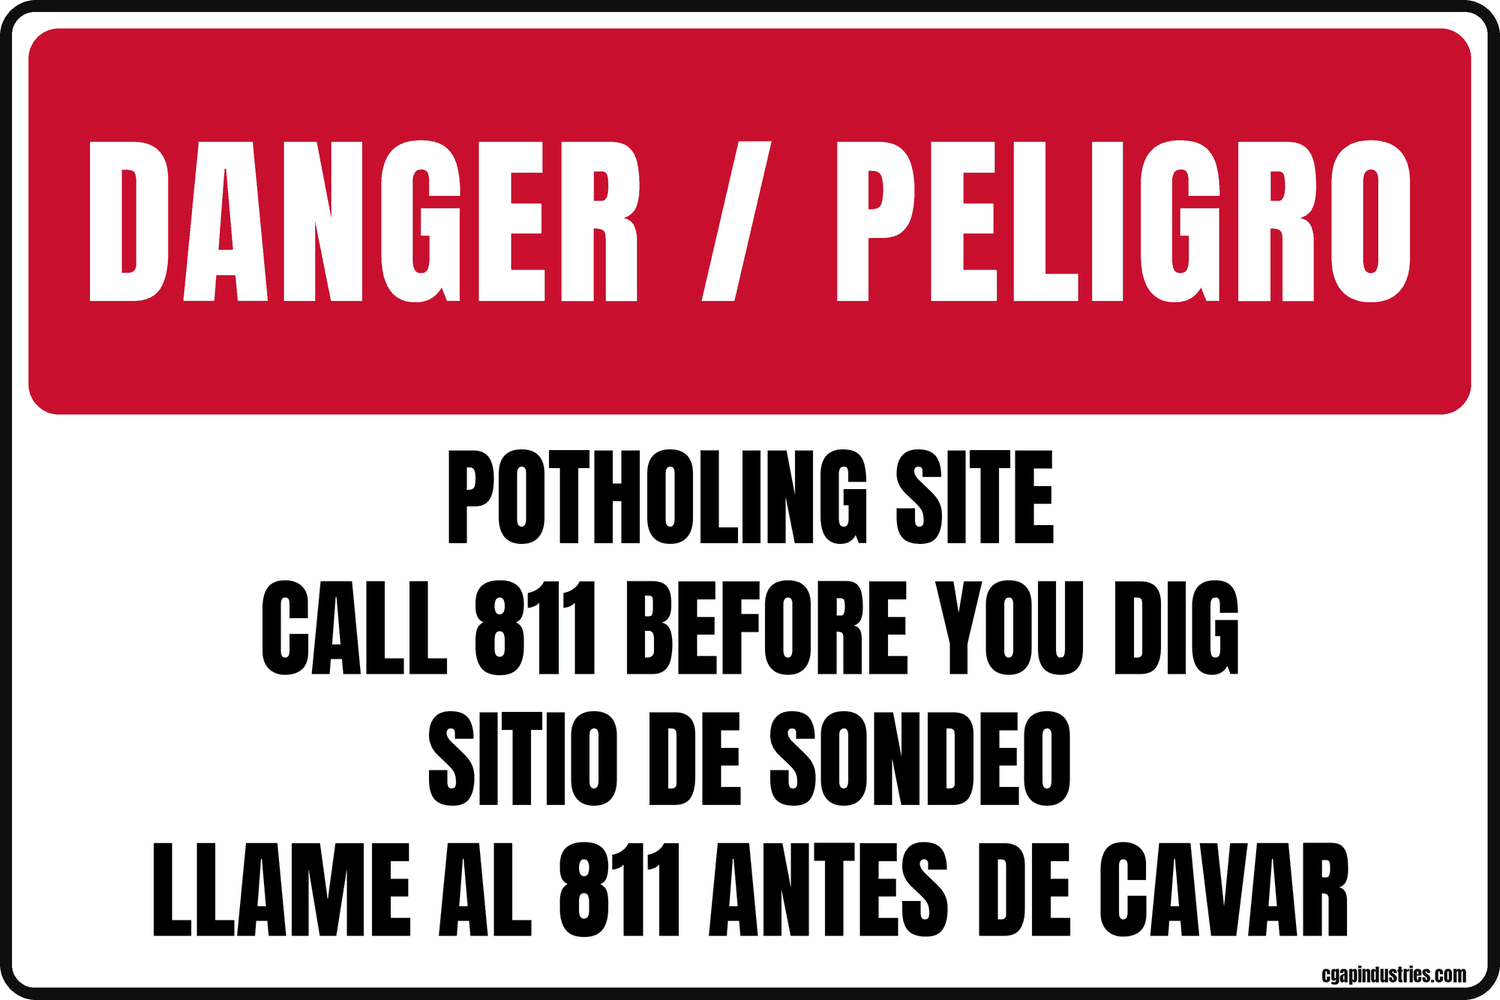 DANGER / PELIGRO
POTHOLING SITE
CALL 811 BEFORE YOU DIG
SITIO DE SONDEO
LLAME AL 811 ANTES DE CAVAR
cgapindustries.com